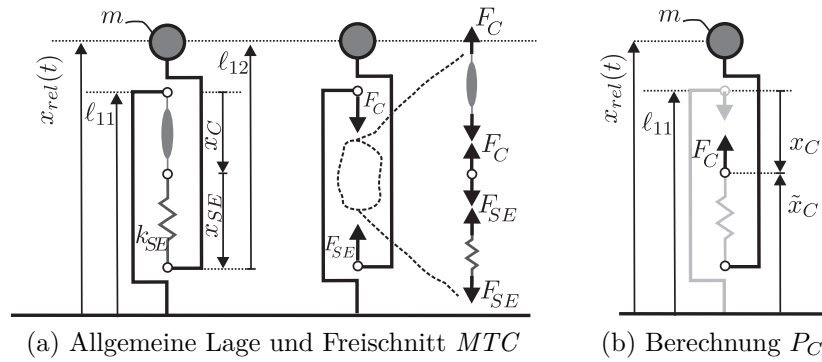 m
x_rel(t)
ℓ_11
ℓ_12
x_C
x_SE
k_SE
F_C
F_SE
F_C
F_C
F_SE
F_SE
(a) Allgemeine Lage und Freischnitt MTC
m
x_rel(t)
ℓ_11
F_C
x_C
x̃_C
(b) Berechnung P_C